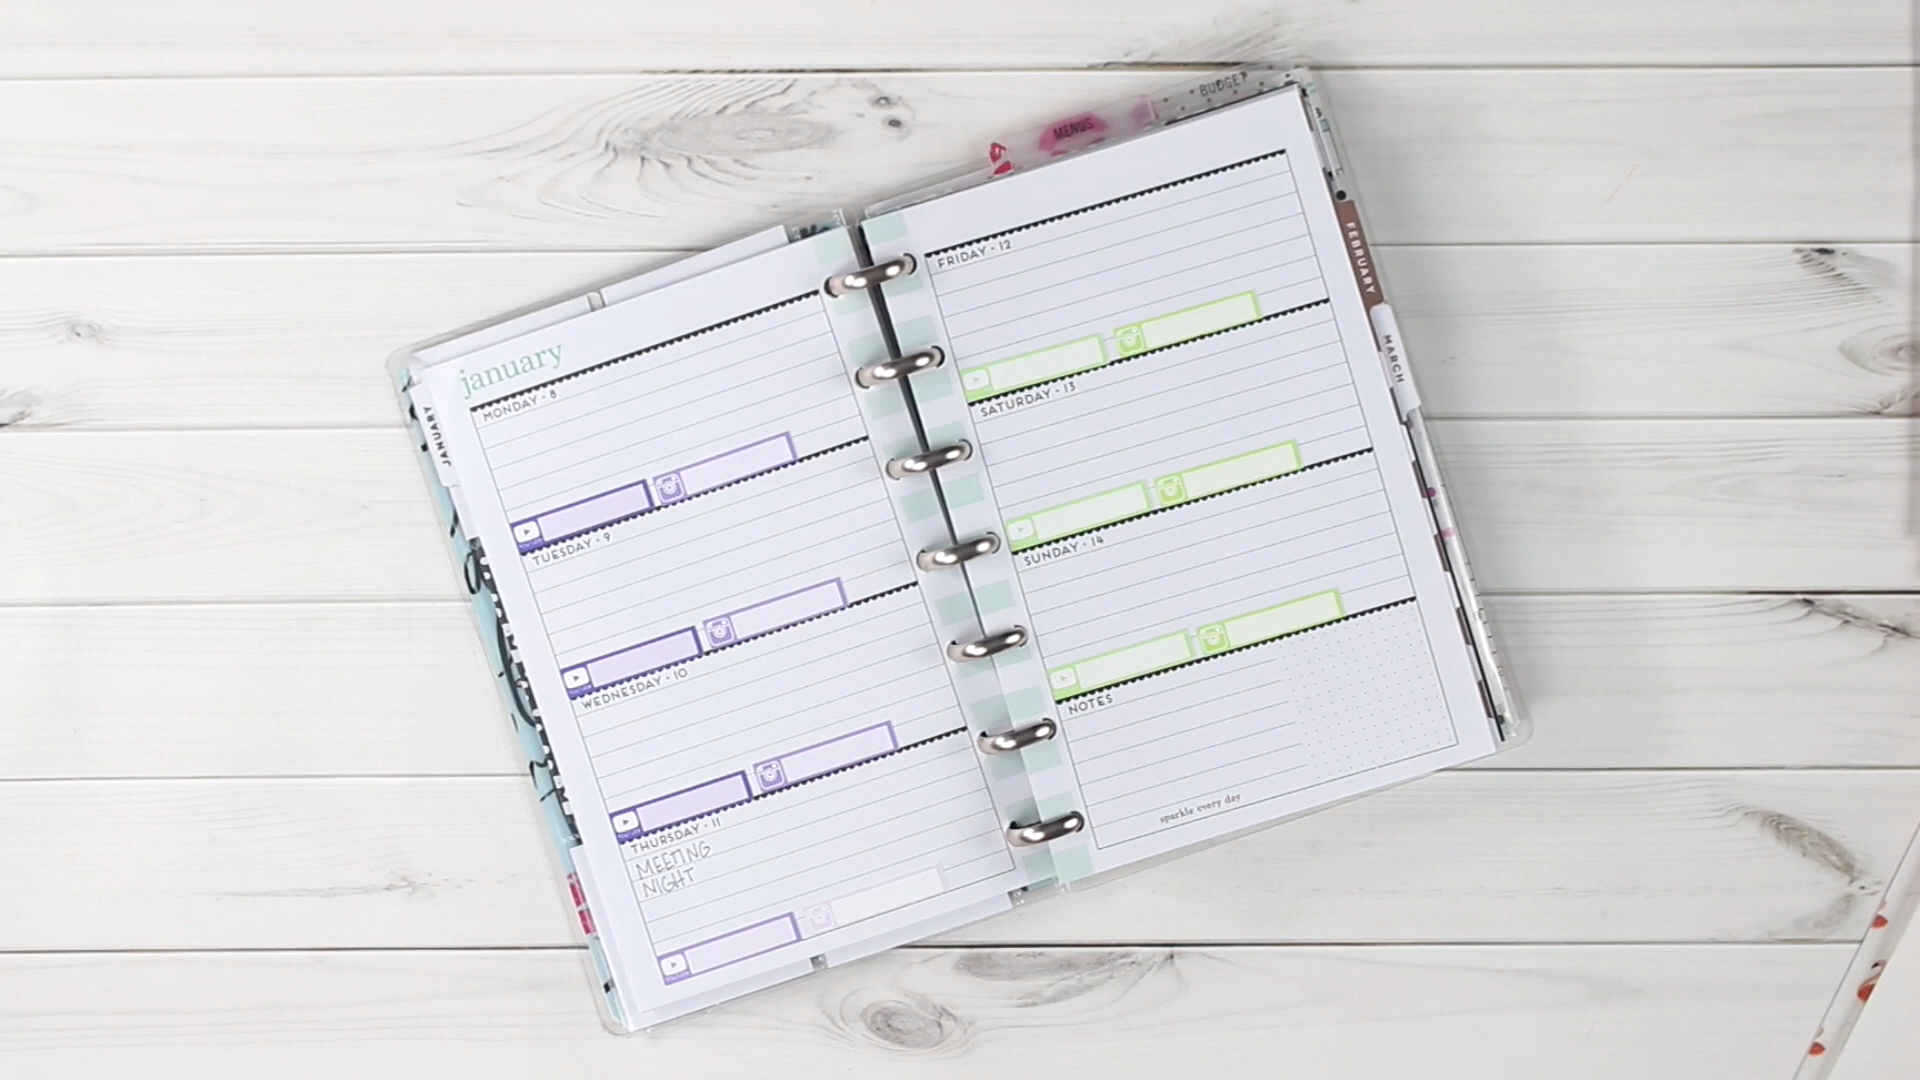 BUDGET
MENUS
january
MONDAY - 8
TUESDAY - 9
WEDNESDAY - 10
THURSDAY - 11
MEETING
NIGHT
FRIDAY - 12
SATURDAY - 13
SUNDAY - 14
NOTES
sparkle every day
JANUARY
FEBRUARY
MARCH